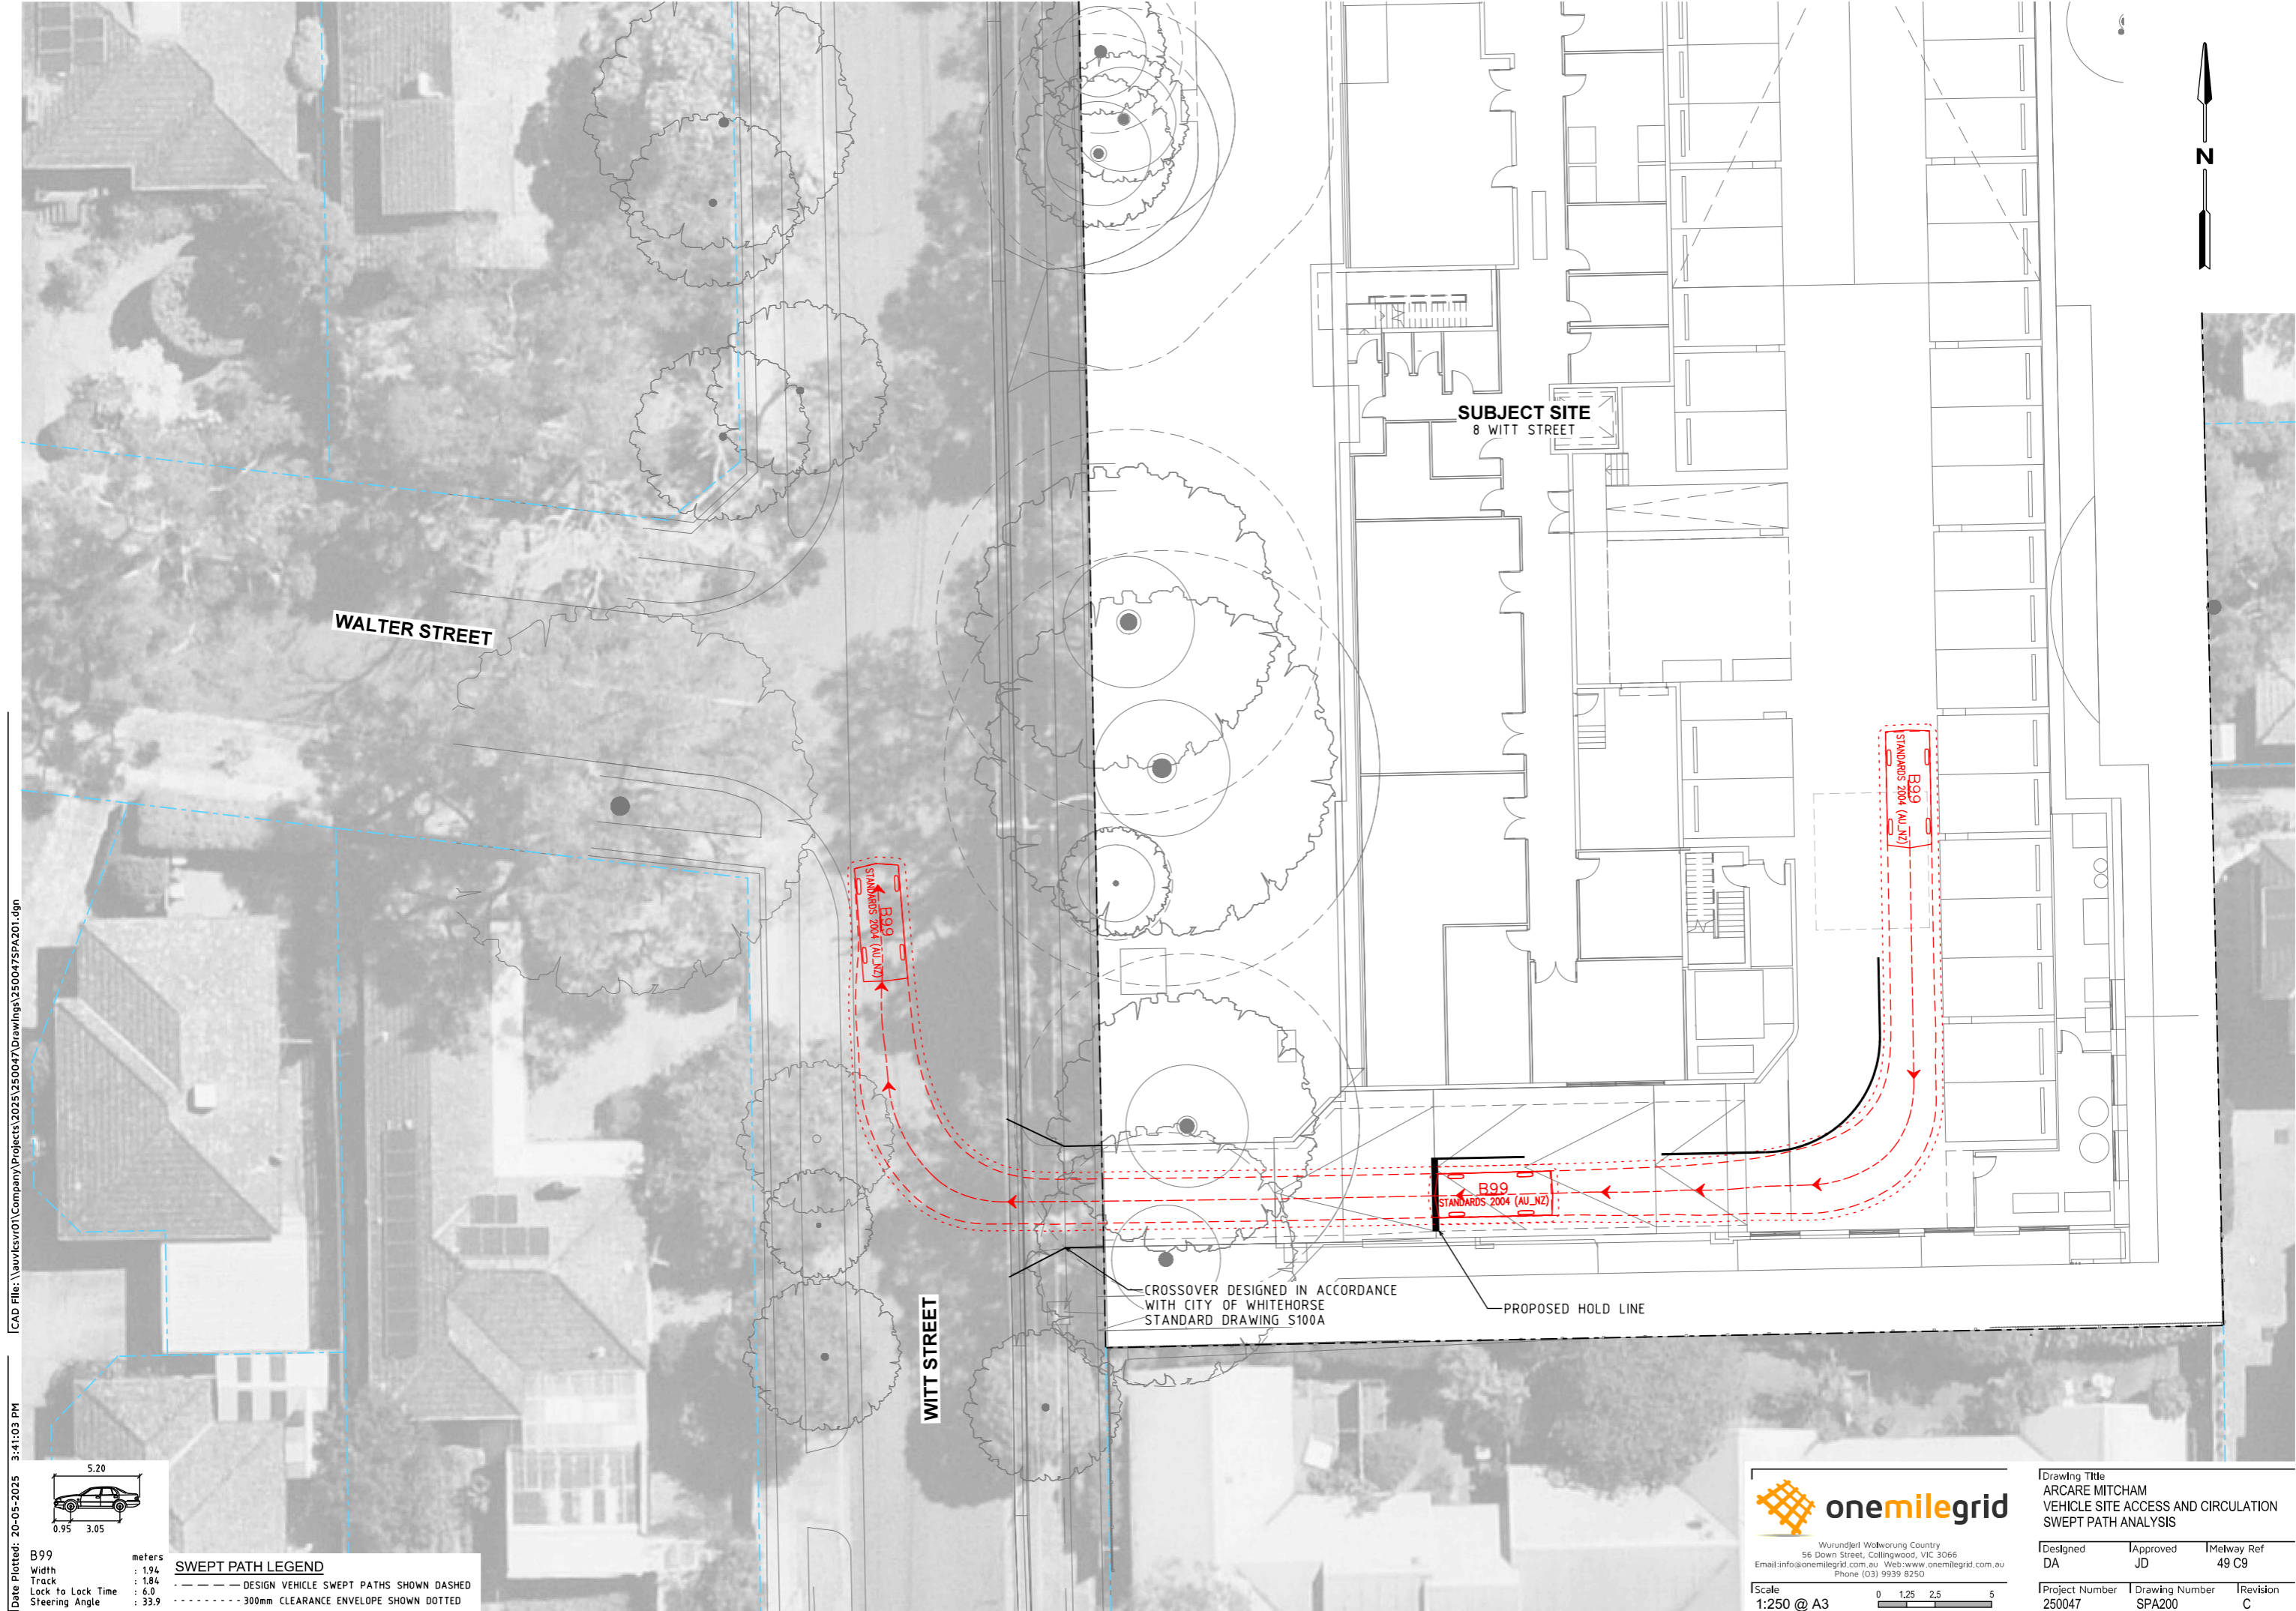 N
SUBJECT SITE
8 WITT STREET
WALTER STREET
B99
STANDARDS 2004 (AU_NZ)
B99
STANDARDS 2004 (AU_NZ)
B99
STANDARDS 2004 (AU_NZ)
CROSSOVER DESIGNED IN ACCORDANCE
WITH CITY OF WHITEHORSE
STANDARD DRAWING S100A
PROPOSED HOLD LINE
WITT STREET
CAD File: \\auvicsvr01\Company\Projects\2025\250047\Drawings\250047SPA201.dgn
Date Plotted: 20-05-2025 3:41:03 PM
5.20
0.95 3.05
B99 meters
Width : 1.94
Track : 1.84
Lock to Lock Time : 6.0
Steering Angle : 33.9
SWEPT PATH LEGEND
DESIGN VEHICLE SWEPT PATHS SHOWN DASHED
300mm CLEARANCE ENVELOPE SHOWN DOTTED
onemilegrid
Wurundjeri Woiworung Country
56 Down Street, Collingwood, VIC 3066
Email:info@onemilegrid.com.au Web:www.onemilegrid.com.au
Phone (03) 9939 8250
Scale
1:250 @ A3
0 1.25 2.5 5
Drawing Title
ARCARE MITCHAM
VEHICLE SITE ACCESS AND CIRCULATION
SWEPT PATH ANALYSIS
Designed Approved Melway Ref
DA JD 49 C9
Project Number Drawing Number Revision
250047 SPA200 C